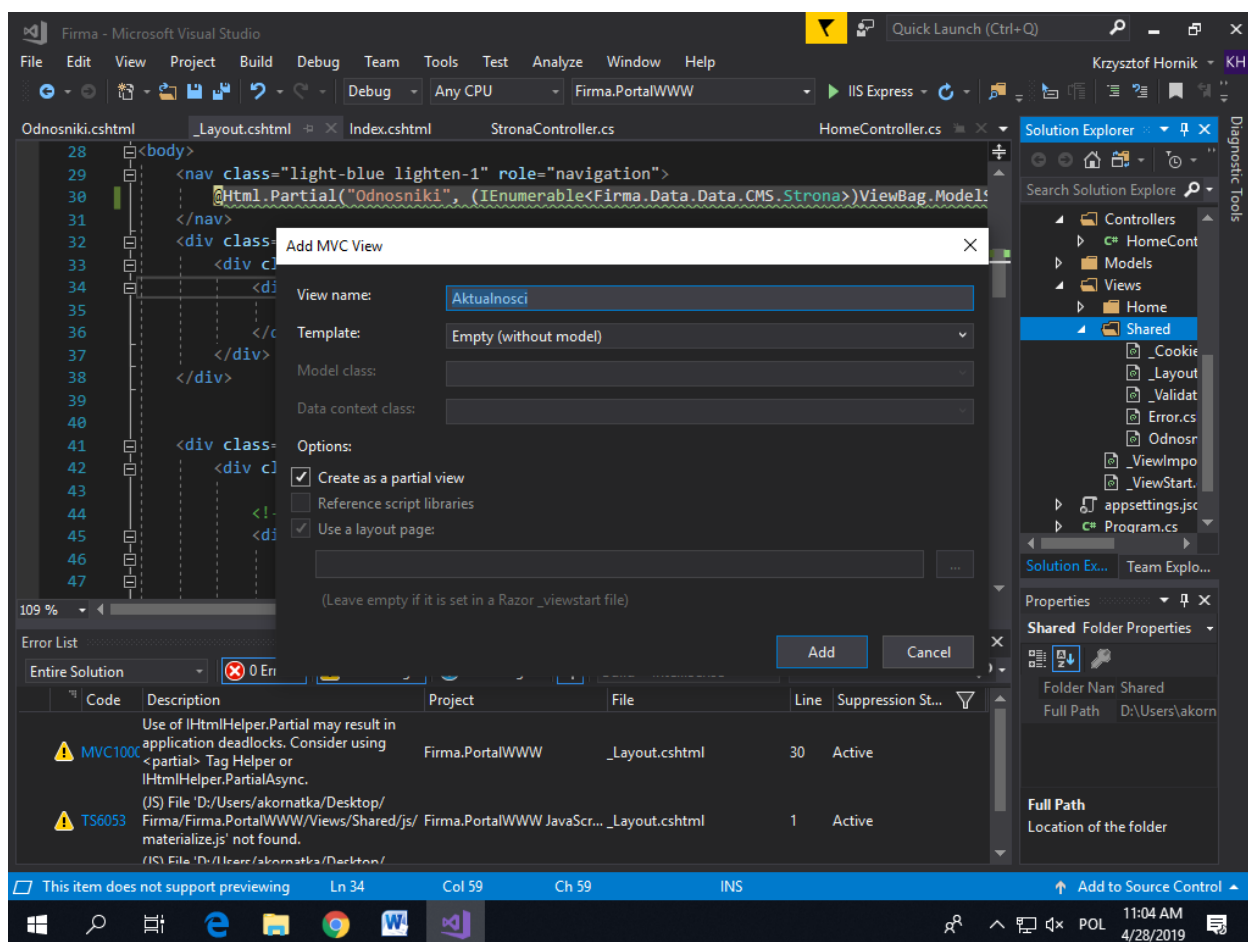 Firma - Microsoft Visual Studio
Quick Launch (Ctrl+Q)
File Edit View Project Build Debug Team Tools Test Analyze Window Help
Krzysztof Hornik KH
Debug Any CPU Firma.PortalWWW IIS Express
Odnosniki.cshtml _Layout.cshtml Index.cshtml StronaController.cs HomeController.cs
28 <body>
29 <nav class="light-blue lighten-1" role="navigation">
30 @Html.Partial("Odnosniki", (IEnumerable<Firma.Data.Data.CMS.Strona>)ViewBag.ModelS
31 </nav>
32 <div class=
33 <div cl
34 <di
35
36 </d
37 </div>
38 </div>
39
40
41 <div class=
42 <div cl
43
44 <!-
45 <di
46
47
109 %
Add MVC View
View name: Aktualnosci
Template: Empty (without model)
Model class:
Data context class:
Options:
Create as a partial view
Reference script libraries
Use a layout page:
...
(Leave empty if it is set in a Razor _viewstart file)
Add Cancel
Solution Explorer
Search Solution Explore
Controllers
C# HomeCont
Models
Views
Home
Shared
_Cookie
_Layout
_Validat
Error.cs
Odnosr
_ViewImpo
_ViewStart.
appsettings.jsc
C# Program.cs
Solution Ex... Team Explo...
Diagnostic Tools
Properties
Shared Folder Properties
Folder Nan Shared
Full Path D:\Users\akorn
Full Path
Location of the folder
Error List
Entire Solution 0 Err
Code Description Project File Line Suppression St...
MVC100 Use of IHtmlHelper.Partial may result in
application deadlocks. Consider using
<partial> Tag Helper or
IHtmlHelper.PartialAsync.
Firma.PortalWWW _Layout.cshtml 30 Active
(JS) File 'D:/Users/akornatka/Desktop/
TS6053 Firma/Firma.PortalWWW/Views/Shared/js/
materialize.js' not found.
Firma.PortalWWW JavaScr... _Layout.cshtml 1 Active
(JS) File 'D:/Users/akornatka/Desktop/
This item does not support previewing Ln 34 Col 59 Ch 59 INS Add to Source Control
POL 11:04 AM
4/28/2019